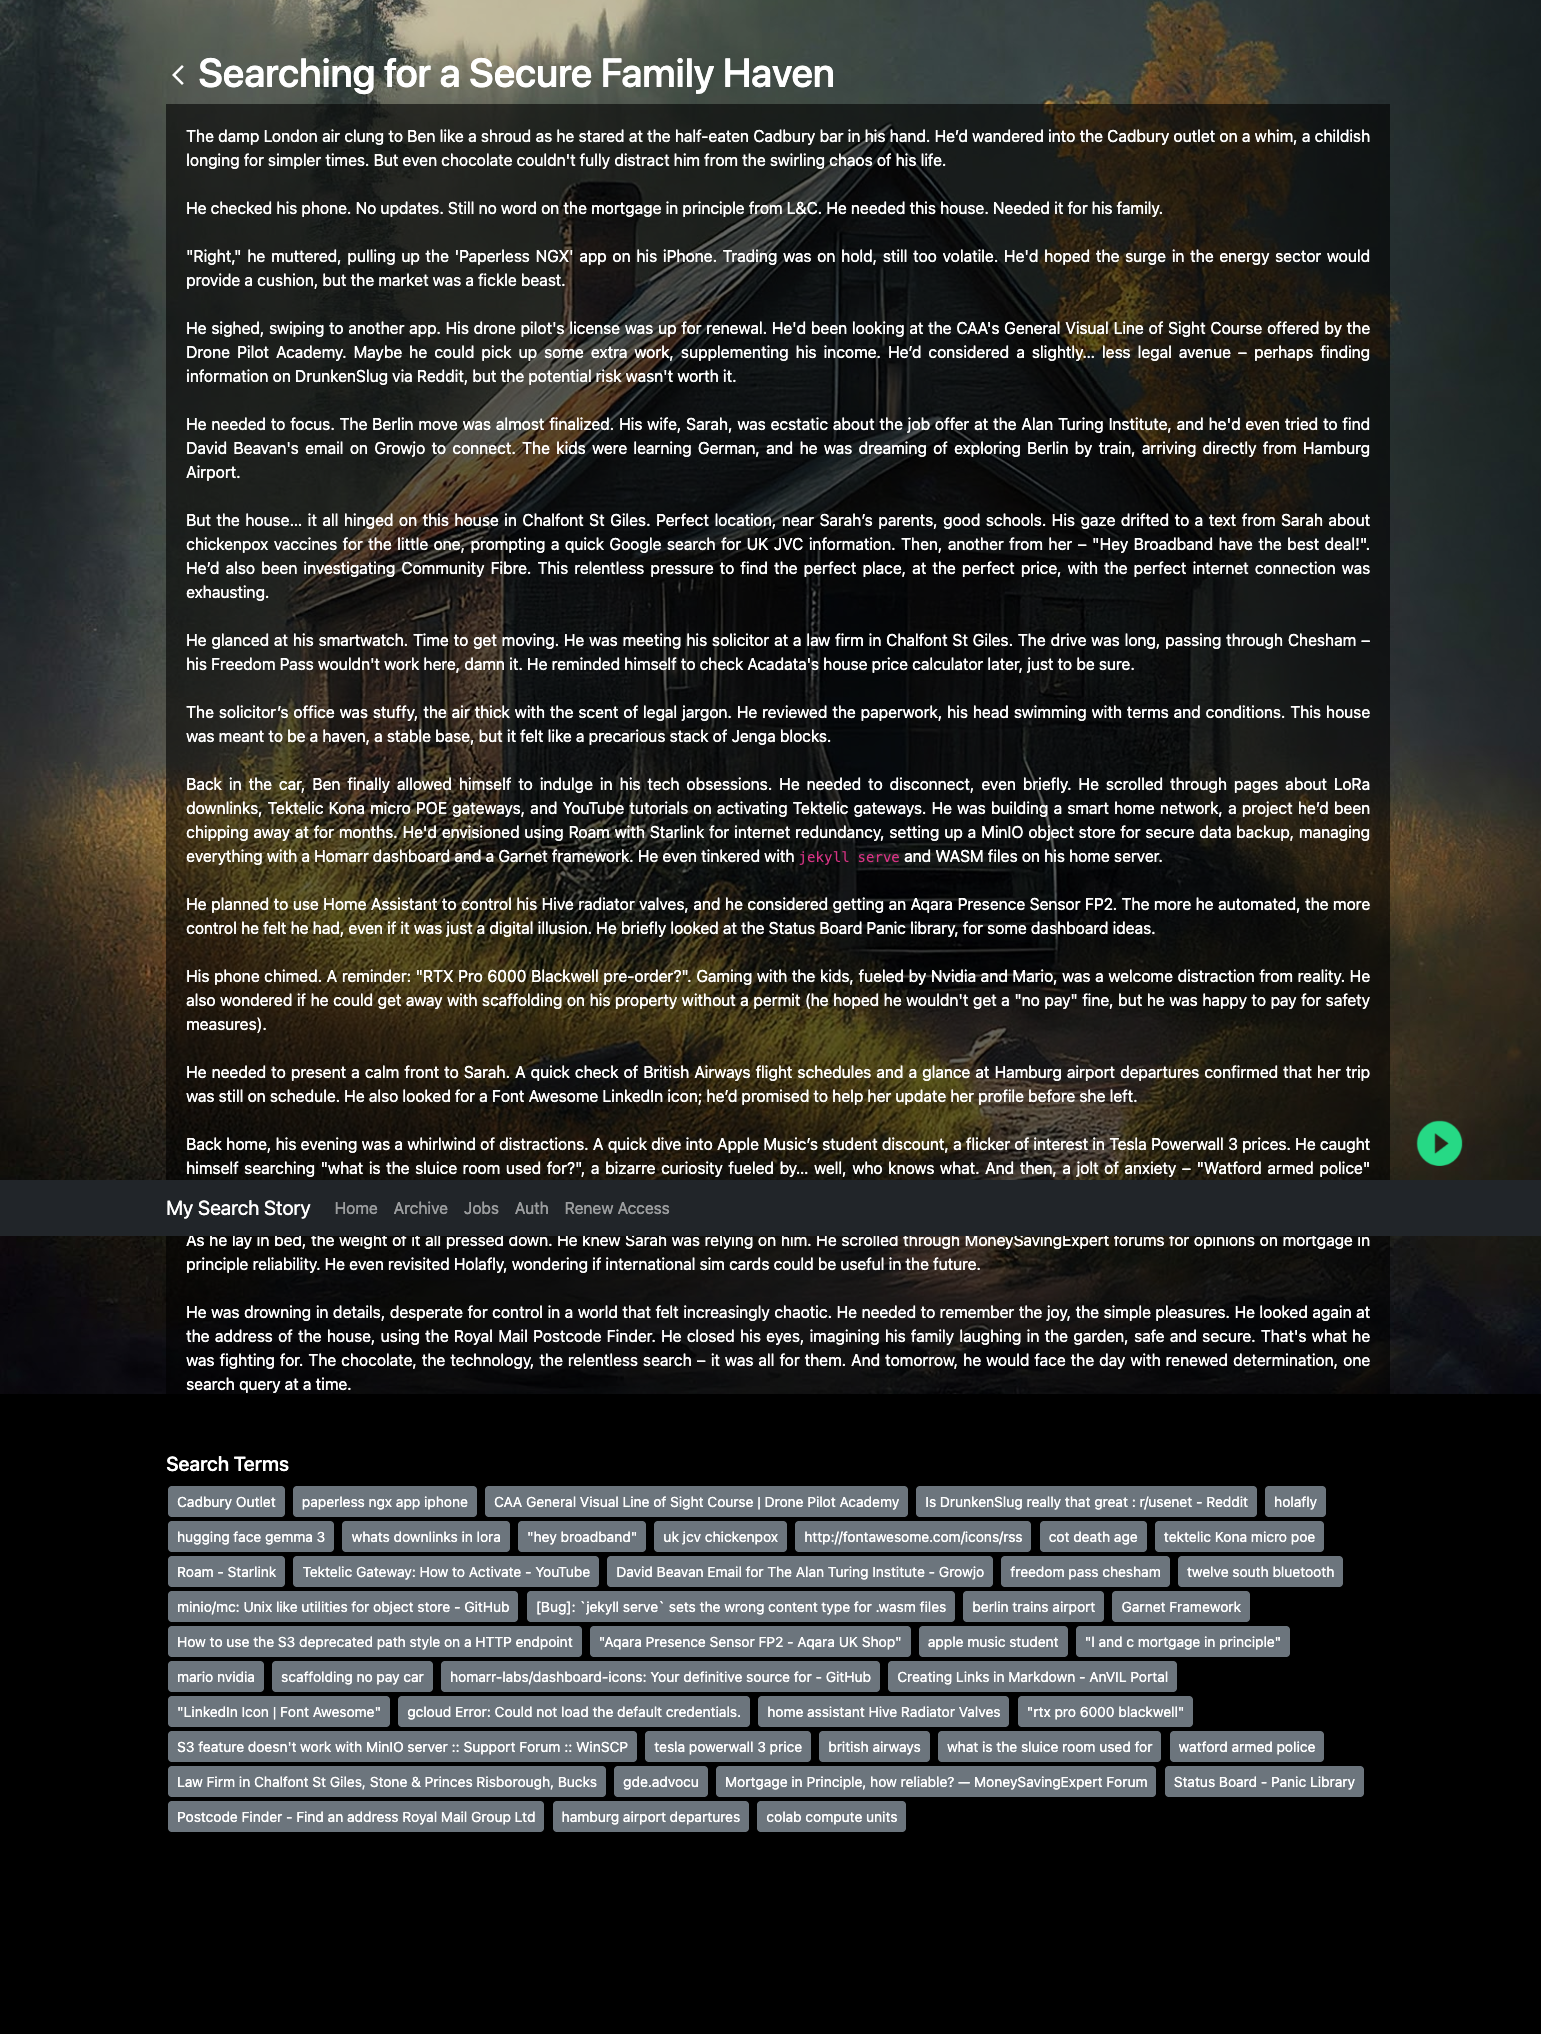 Searching for a Secure Family Haven
The damp London air clung to Ben like a shroud as he stared at the half-eaten Cadbury bar in his hand. He’d wandered into the Cadbury outlet on a whim, a childish
longing for simpler times. But even chocolate couldn't fully distract him from the swirling chaos of his life.
He checked his phone. No updates. Still no word on the mortgage in principle from L&C. He needed this house. Needed it for his family.
"Right," he muttered, pulling up the 'Paperless NGX' app on his iPhone. Trading was on hold, still too volatile. He'd hoped the surge in the energy sector would
provide a cushion, but the market was a fickle beast.
He sighed, swiping to another app. His drone pilot's license was up for renewal. He'd been looking at the CAA's General Visual Line of Sight Course offered by the
Drone Pilot Academy. Maybe he could pick up some extra work, supplementing his income. He’d considered a slightly... less legal avenue – perhaps finding
information on DrunkenSlug via Reddit, but the potential risk wasn't worth it.
He needed to focus. The Berlin move was almost finalized. His wife, Sarah, was ecstatic about the job offer at the Alan Turing Institute, and he'd even tried to find
David Beavan's email on Growjo to connect. The kids were learning German, and he was dreaming of exploring Berlin by train, arriving directly from Hamburg
Airport.
But the house... it all hinged on this house in Chalfont St Giles. Perfect location, near Sarah’s parents, good schools. His gaze drifted to a text from Sarah about
chickenpox vaccines for the little one, prompting a quick Google search for UK JVC information. Then, another from her – "Hey Broadband have the best deal!".
He’d also been investigating Community Fibre. This relentless pressure to find the perfect place, at the perfect price, with the perfect internet connection was
exhausting.
He glanced at his smartwatch. Time to get moving. He was meeting his solicitor at a law firm in Chalfont St Giles. The drive was long, passing through Chesham –
his Freedom Pass wouldn't work here, damn it. He reminded himself to check Acadata's house price calculator later, just to be sure.
The solicitor’s office was stuffy, the air thick with the scent of legal jargon. He reviewed the paperwork, his head swimming with terms and conditions. This house
was meant to be a haven, a stable base, but it felt like a precarious stack of Jenga blocks.
Back in the car, Ben finally allowed himself to indulge in his tech obsessions. He needed to disconnect, even briefly. He scrolled through pages about LoRa
downlinks, Tektelic Kona micro POE gateways, and YouTube tutorials on activating Tektelic gateways. He was building a smart home network, a project he’d been
chipping away at for months. He'd envisioned using Roam with Starlink for internet redundancy, setting up a MinIO object store for secure data backup, managing
everything with a Homarr dashboard and a Garnet framework. He even tinkered with jekyll serve and WASM files on his home server.
He planned to use Home Assistant to control his Hive radiator valves, and he considered getting an Aqara Presence Sensor FP2. The more he automated, the more
control he felt he had, even if it was just a digital illusion. He briefly looked at the Status Board Panic library, for some dashboard ideas.
His phone chimed. A reminder: "RTX Pro 6000 Blackwell pre-order?". Gaming with the kids, fueled by Nvidia and Mario, was a welcome distraction from reality. He
also wondered if he could get away with scaffolding on his property without a permit (he hoped he wouldn't get a "no pay" fine, but he was happy to pay for safety
measures).
He needed to present a calm front to Sarah. A quick check of British Airways flight schedules and a glance at Hamburg airport departures confirmed that her trip
was still on schedule. He also looked for a Font Awesome LinkedIn icon; he’d promised to help her update her profile before she left.
Back home, his evening was a whirlwind of distractions. A quick dive into Apple Music’s student discount, a flicker of interest in Tesla Powerwall 3 prices. He caught
himself searching "what is the sluice room used for?", a bizarre curiosity fueled by... well, who knows what. And then, a jolt of anxiety – "Watford armed police"
My Search Story Home Archive Jobs Auth Renew Access
As he lay in bed, the weight of it all pressed down. He knew Sarah was relying on him. He scrolled through MoneySavingExpert forums for opinions on mortgage in
principle reliability. He even revisited Holafly, wondering if international sim cards could be useful in the future.
He was drowning in details, desperate for control in a world that felt increasingly chaotic. He needed to remember the joy, the simple pleasures. He looked again at
the address of the house, using the Royal Mail Postcode Finder. He closed his eyes, imagining his family laughing in the garden, safe and secure. That's what he
was fighting for. The chocolate, the technology, the relentless search – it was all for them. And tomorrow, he would face the day with renewed determination, one
search query at a time.
Search Terms
Cadbury Outlet paperless ngx app iphone CAA General Visual Line of Sight Course | Drone Pilot Academy Is DrunkenSlug really that great : r/usenet - Reddit holafly
hugging face gemma 3 whats downlinks in lora "hey broadband" uk jcv chickenpox http://fontawesome.com/icons/rss cot death age tektelic Kona micro poe
Roam - Starlink Tektelic Gateway: How to Activate - YouTube David Beavan Email for The Alan Turing Institute - Growjo freedom pass chesham twelve south bluetooth
minio/mc: Unix like utilities for object store - GitHub [Bug]: `jekyll serve` sets the wrong content type for .wasm files berlin trains airport Garnet Framework
How to use the S3 deprecated path style on a HTTP endpoint "Aqara Presence Sensor FP2 - Aqara UK Shop" apple music student "l and c mortgage in principle"
mario nvidia scaffolding no pay car homarr-labs/dashboard-icons: Your definitive source for - GitHub Creating Links in Markdown - AnVIL Portal
"LinkedIn Icon | Font Awesome" gcloud Error: Could not load the default credentials. home assistant Hive Radiator Valves "rtx pro 6000 blackwell"
S3 feature doesn't work with MinIO server :: Support Forum :: WinSCP tesla powerwall 3 price british airways what is the sluice room used for watford armed police
Law Firm in Chalfont St Giles, Stone & Princes Risborough, Bucks gde.advocu Mortgage in Principle, how reliable? — MoneySavingExpert Forum Status Board - Panic Library
Postcode Finder - Find an address Royal Mail Group Ltd hamburg airport departures colab compute units